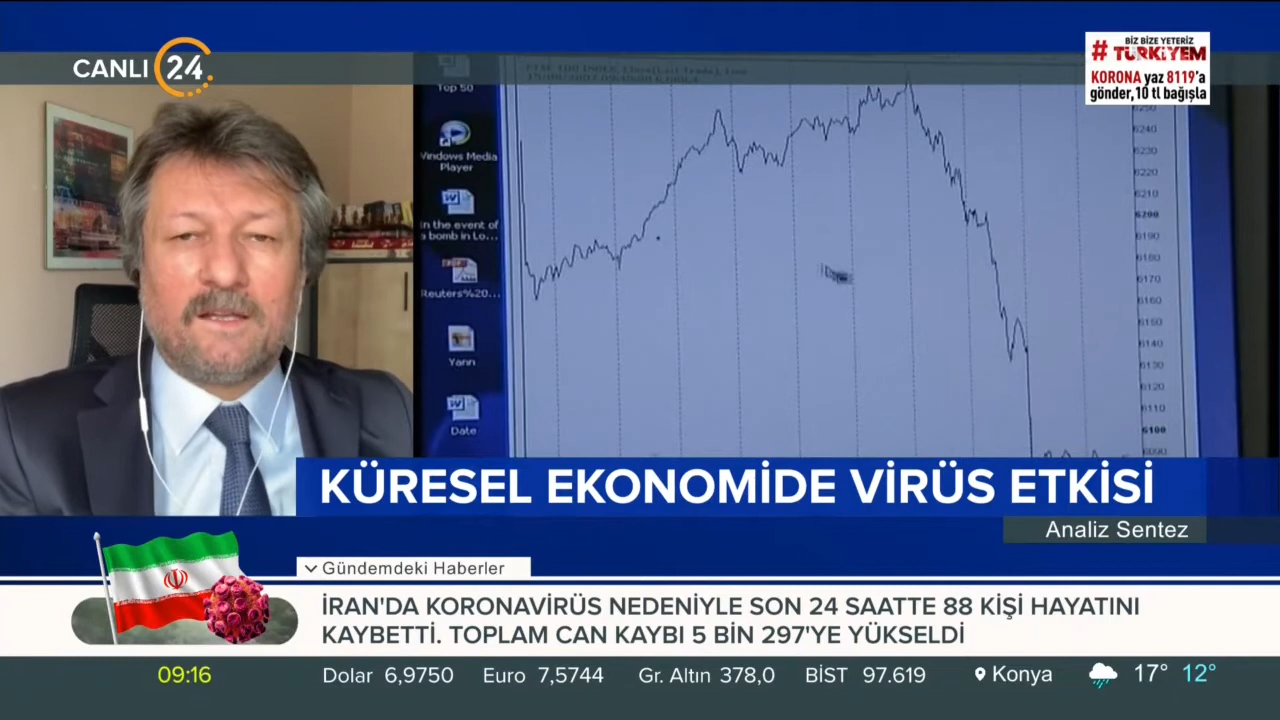 CANLI 24
BİZ BİZE YETERİZ
# TÜRKİYEM
KORONA yaz 8119'a
gönder, 10 tl bağışla
Top 50
Windows Media
Player
In the event of
a bomb in Lo...
Reuters%20...
Yann
Date
6240
6230
6220
6210
6200
6190
6180
6170
6160
6150
6140
6130
6120
6110
6100
KÜRESEL EKONOMİDE VİRÜS ETKİSİ
Analiz Sentez
Gündemdeki Haberler
İRAN'DA KORONAVİRÜS NEDENİYLE SON 24 SAATTE 88 KİŞİ HAYATINI
KAYBETTİ. TOPLAM CAN KAYBI 5 BİN 297'YE YÜKSELDİ
09:16 Dolar 6,9750 Euro 7,5744 Gr. Altın 378,0 BİST 97.619 Konya 17° 12°